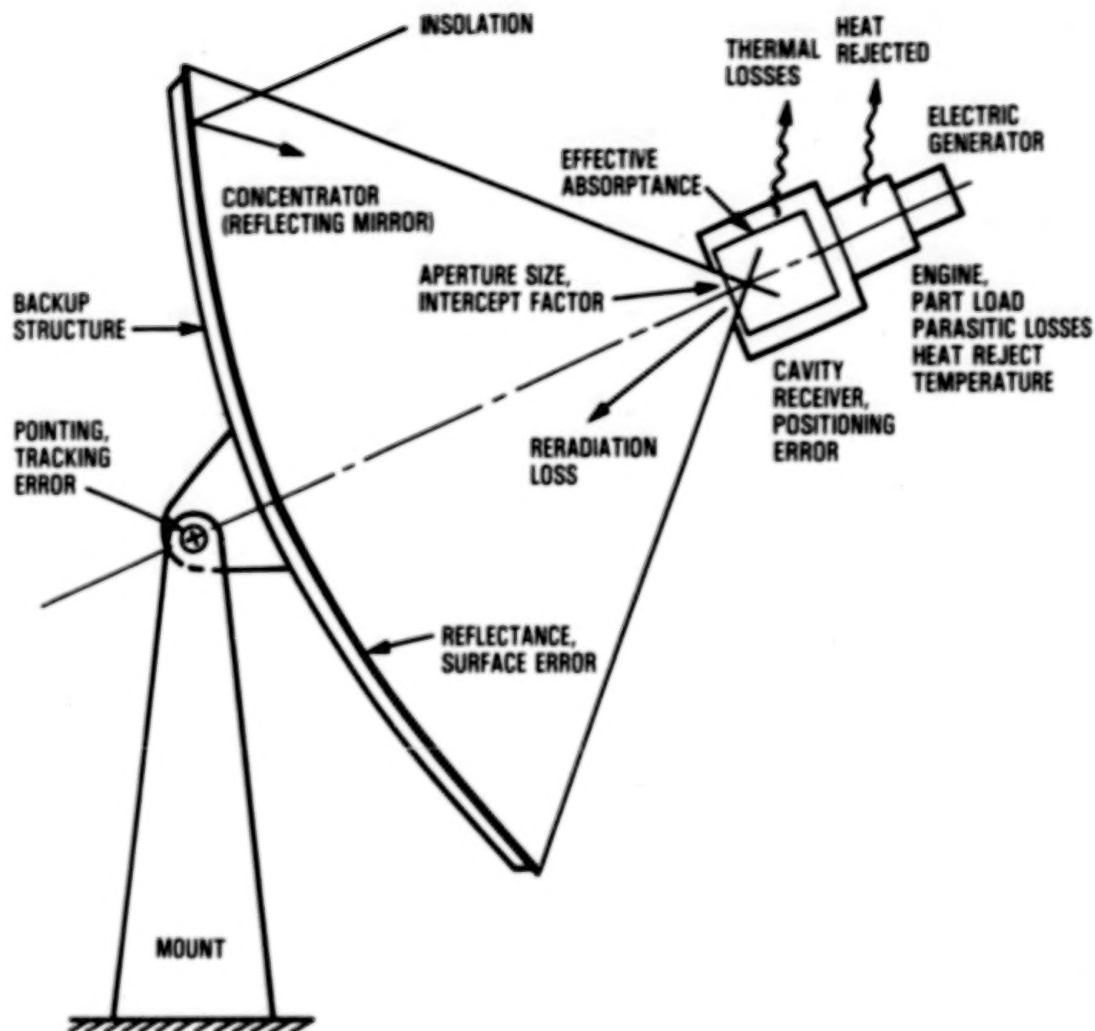 INSOLATION
THERMAL
LOSSES
HEAT
REJECTED
ELECTRIC
GENERATOR
EFFECTIVE
ABSORPTANCE
CONCENTRATOR
(REFLECTING MIRROR)
APERTURE SIZE,
INTERCEPT FACTOR
BACKUP
STRUCTURE
ENGINE,
PART LOAD
PARASITIC LOSSES
HEAT REJECT
TEMPERATURE
CAVITY
RECEIVER,
POSITIONING
ERROR
POINTING,
TRACKING
ERROR
RERADIATION
LOSS
REFLECTANCE,
SURFACE ERROR
MOUNT